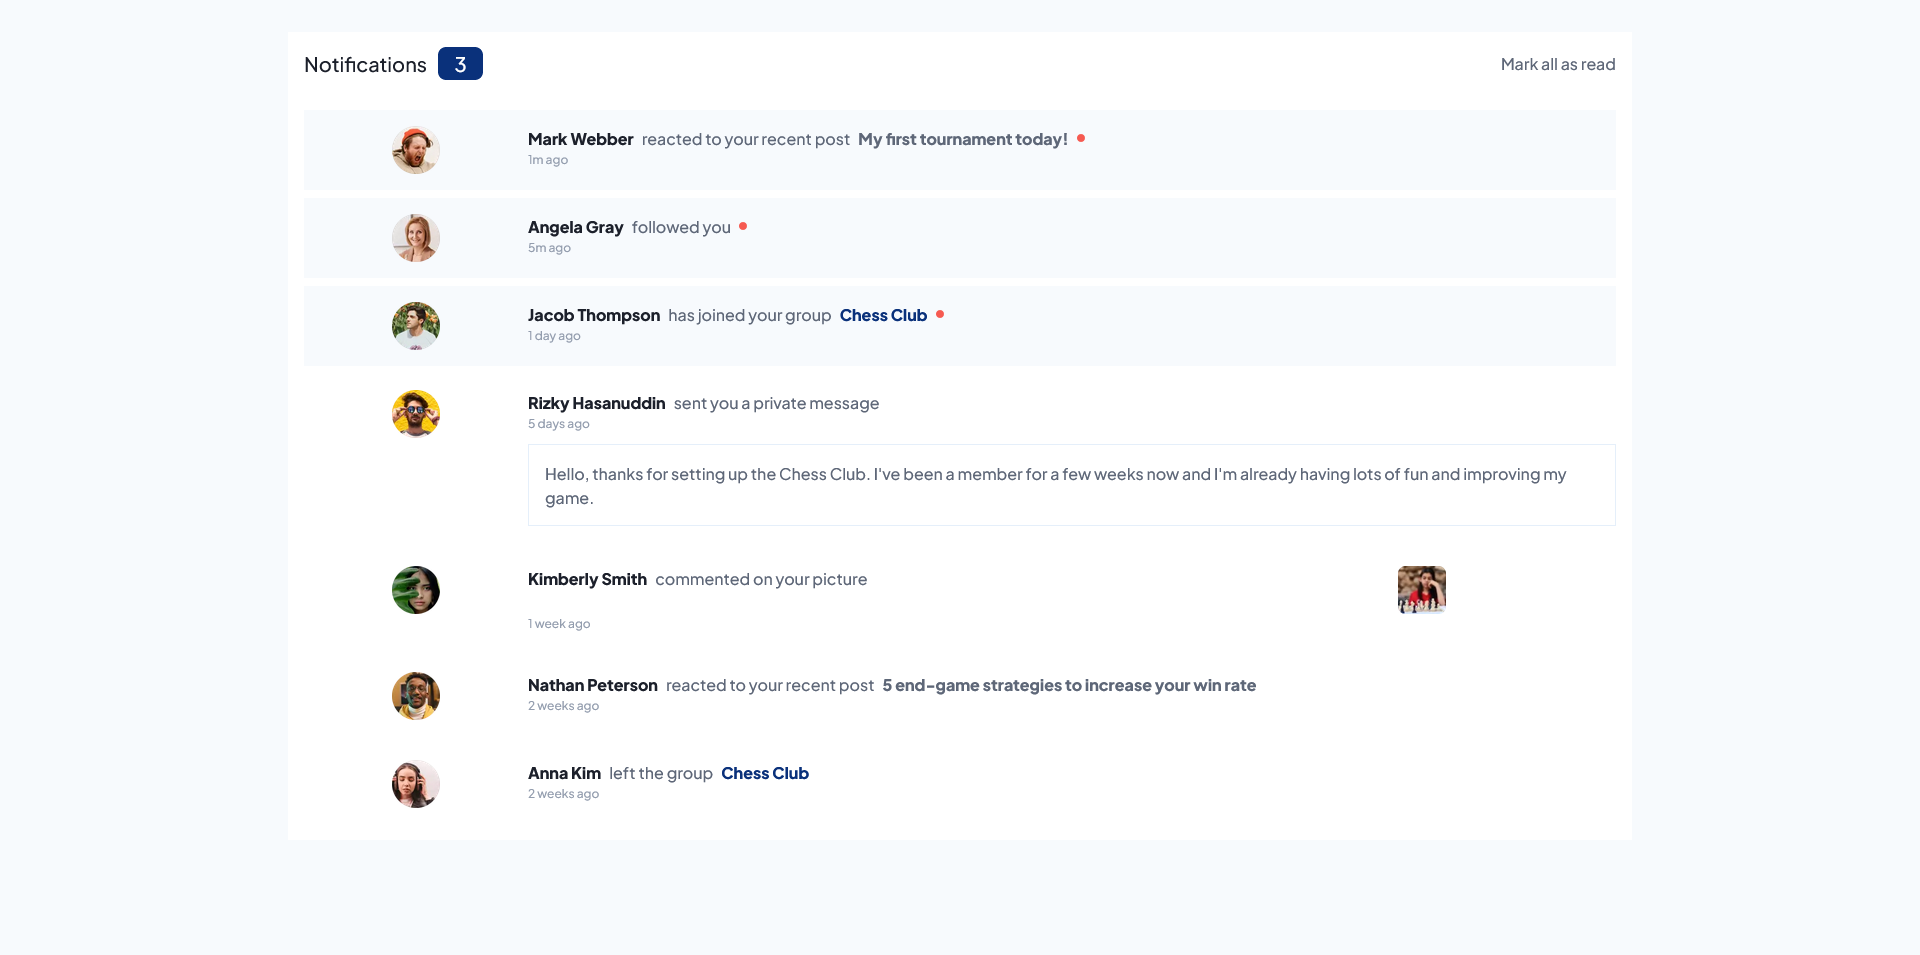 Notifications 3 Mark all as read
Mark Webber reacted to your recent post My first tournament today!
1m ago
Angela Gray followed you
5m ago
Jacob Thompson has joined your group Chess Club
1 day ago
Rizky Hasanuddin sent you a private message
5 days ago
Hello, thanks for setting up the Chess Club. I've been a member for a few weeks now and I'm already having lots of fun and improving my
game.
Kimberly Smith commented on your picture
1 week ago
Nathan Peterson reacted to your recent post 5 end-game strategies to increase your win rate
2 weeks ago
Anna Kim left the group Chess Club
2 weeks ago